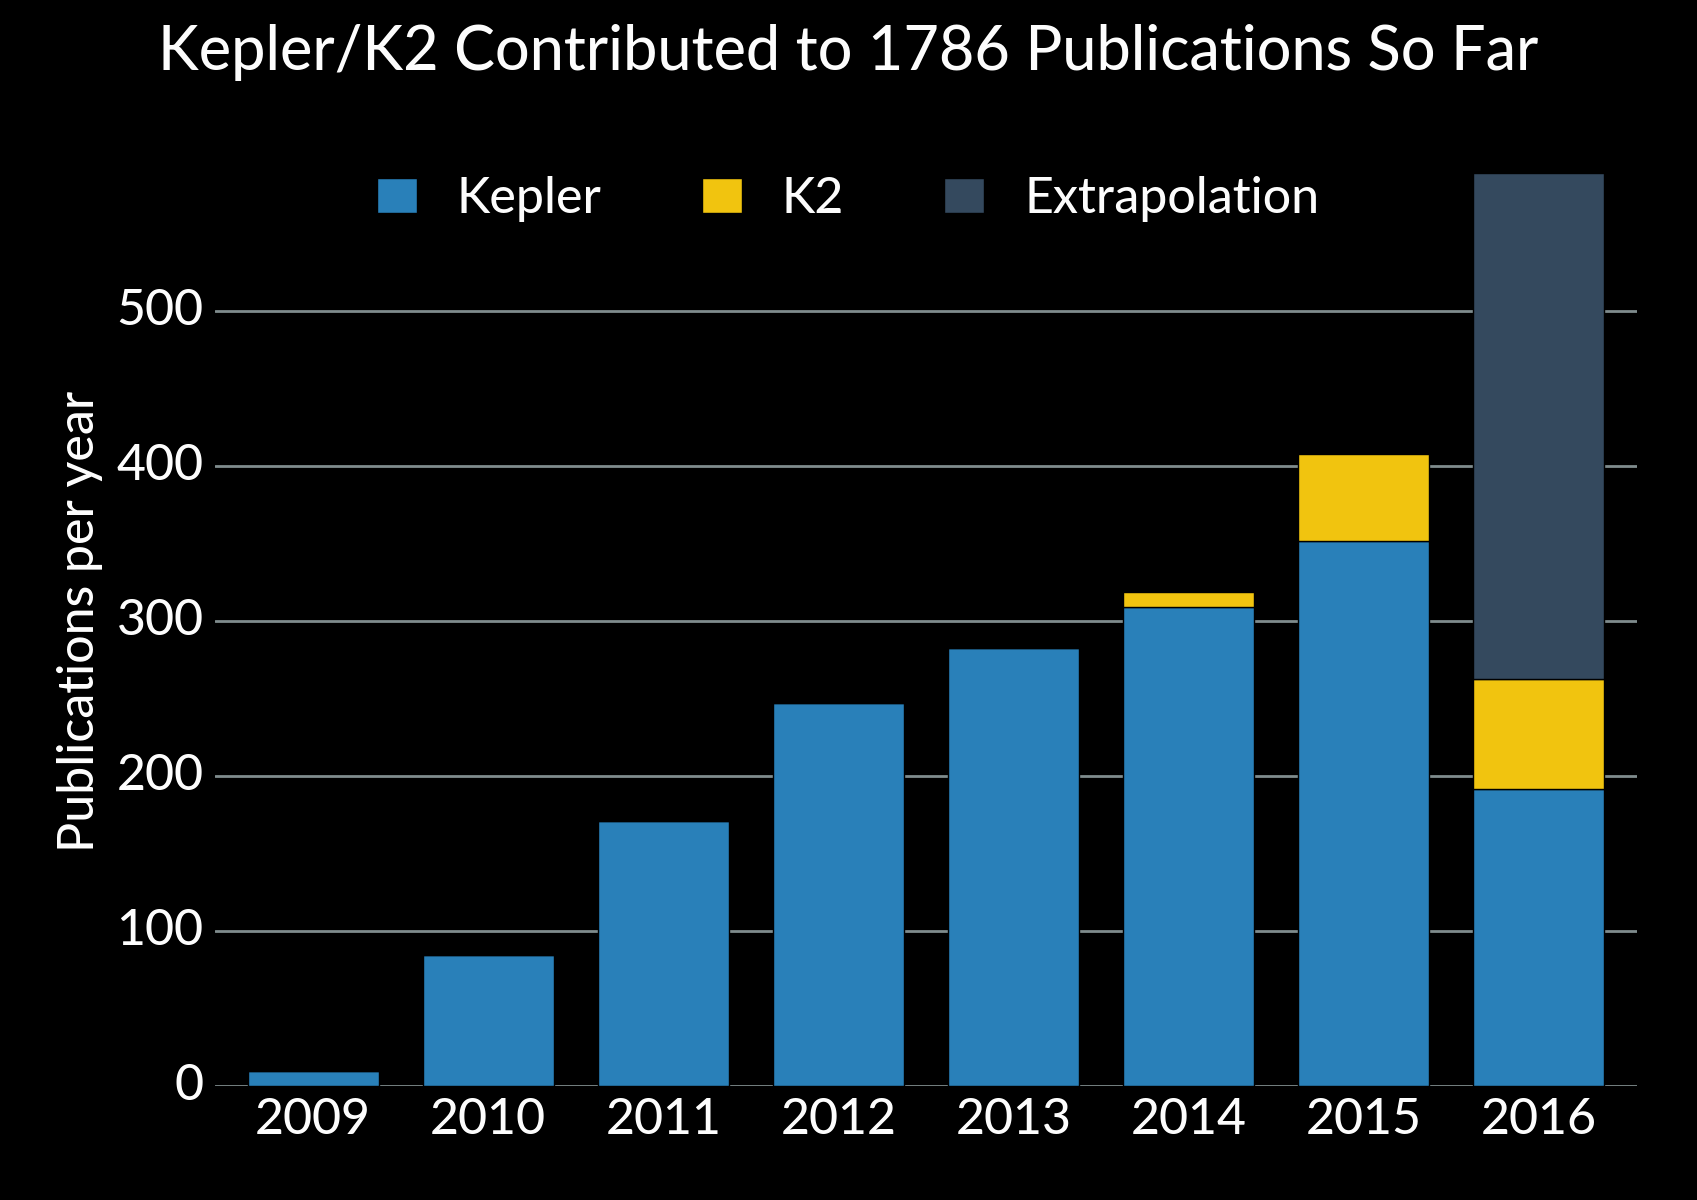 Kepler/K2 Contributed to 1786 Publications So Far
Kepler K2 Extrapolation
Publications per year
500
400
300
200
100
0
2009 2010 2011 2012 2013 2014 2015 2016